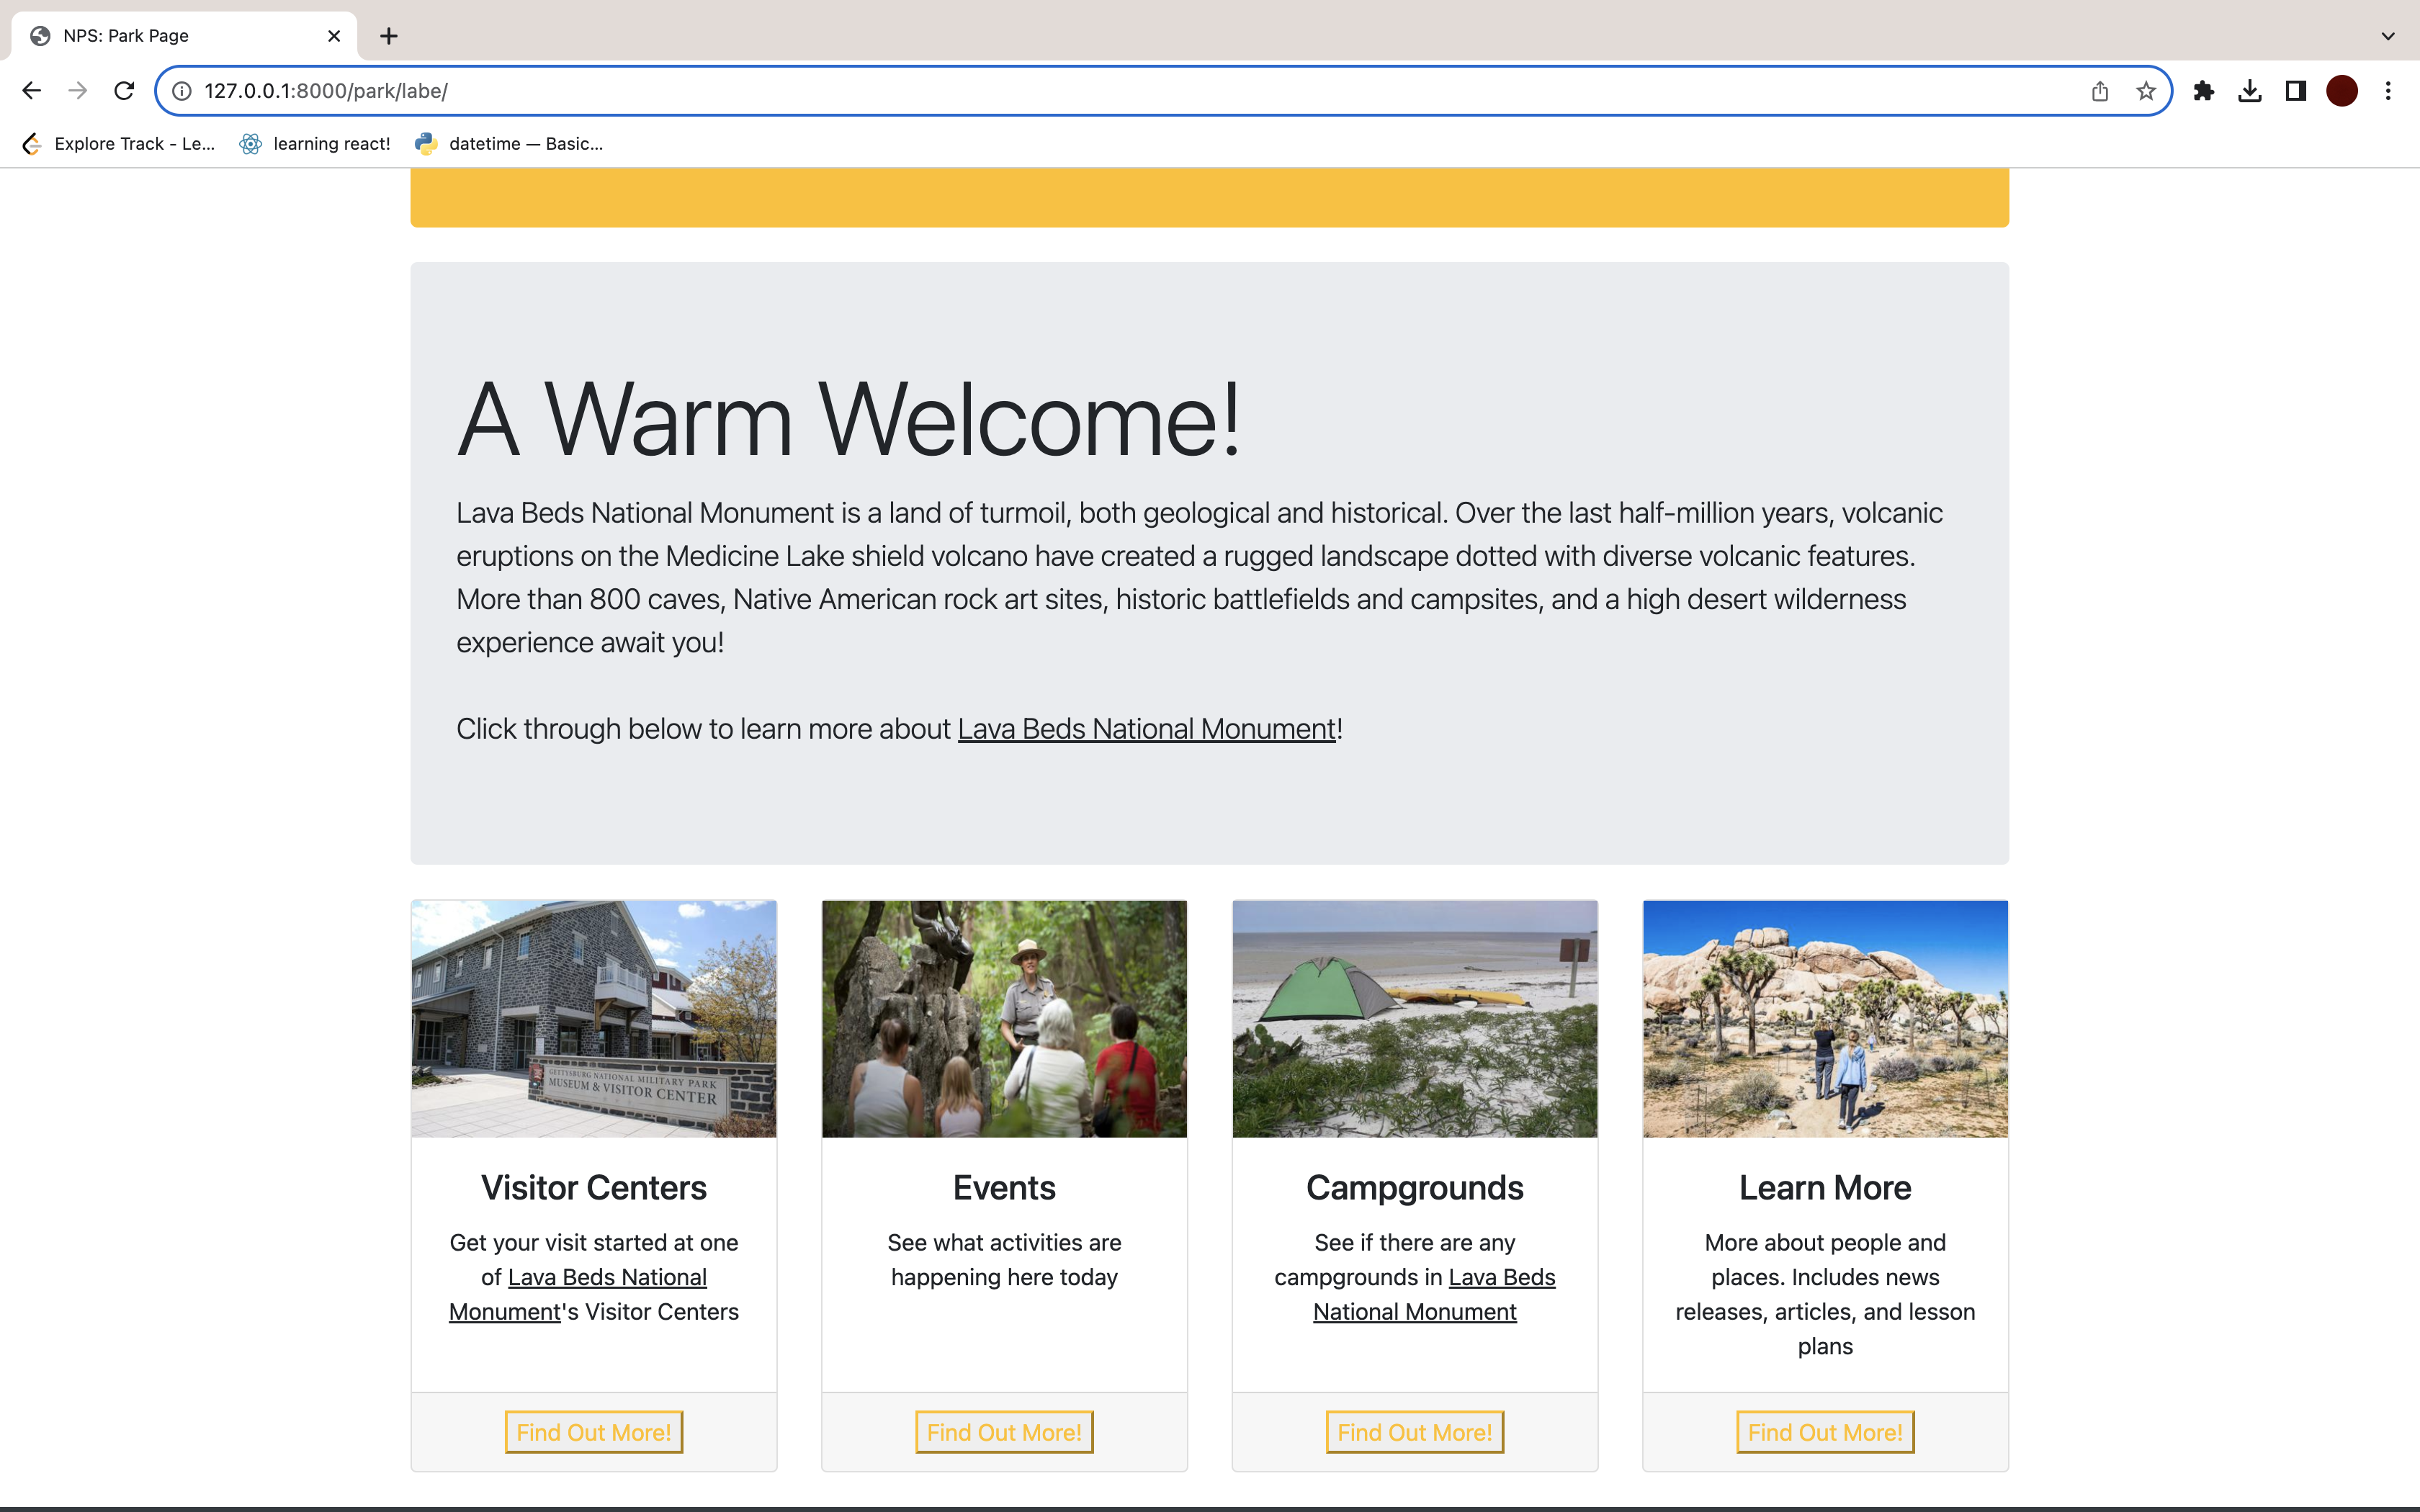 NPS: Park Page
127.0.0.1:8000/park/labe/
Explore Track - Le...
learning react!
datetime — Basic...
A Warm Welcome!
Lava Beds National Monument is a land of turmoil, both geological and historical. Over the last half-million years, volcanic
eruptions on the Medicine Lake shield volcano have created a rugged landscape dotted with diverse volcanic features.
More than 800 caves, Native American rock art sites, historic battlefields and campsites, and a high desert wilderness
experience await you!
Click through below to learn more about Lava Beds National Monument!
GETTYSBURG NATIONAL MILITARY PARK
MUSEUM & VISITOR CENTER
Visitor Centers
Get your visit started at one
of Lava Beds National
Monument's Visitor Centers
Find Out More!
Events
See what activities are
happening here today
Find Out More!
Campgrounds
See if there are any
campgrounds in Lava Beds
National Monument
Find Out More!
Learn More
More about people and
places. Includes news
releases, articles, and lesson
plans
Find Out More!